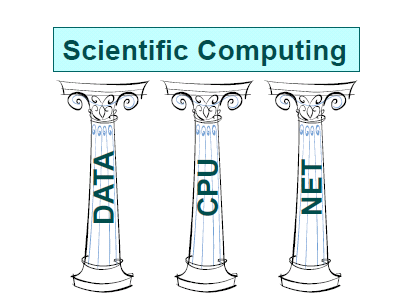 Scientific Computing
DATA
CPU
NET